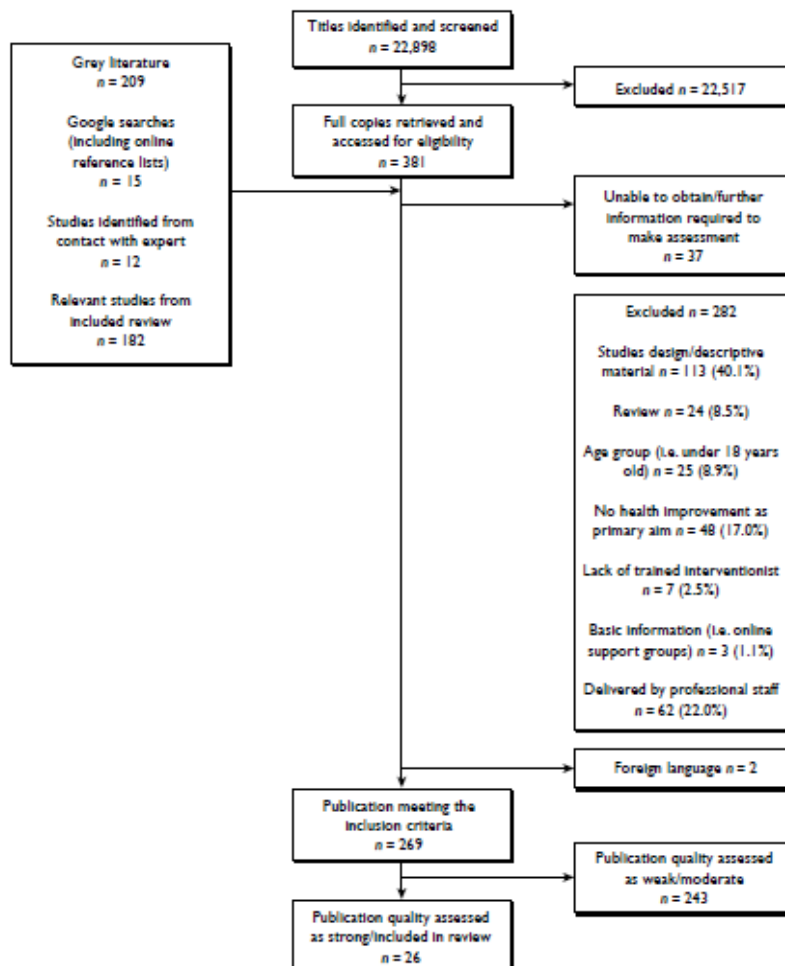 Titles identified and screened
n = 22,898
Grey literature
n = 209
Google searches
(including online
reference lists)
n = 15
Studies identified from
contact with expert
n = 12
Relevant studies from
included review
n = 182
Excluded n = 22,517
Full copies retrieved and
accessed for eligibility
n = 381
Unable to obtain/further
information required to
make assessment
n = 37
Excluded n = 282
Studies design/descriptive
material n = 113 (40.1%)
Review n = 24 (8.5%)
Age group (i.e. under 18 years
old) n = 25 (8.9%)
No health improvement as
primary aim n = 48 (17.0%)
Lack of trained interventionist
n = 7 (2.5%)
Basic information (i.e. online
support groups) n = 3 (1.1%)
Delivered by professional staff
n = 62 (22.0%)
Foreign language n = 2
Publication meeting the
inclusion criteria
n = 269
Publication quality assessed
as weak/moderate
n = 243
Publication quality assessed
as strong/included in review
n = 26